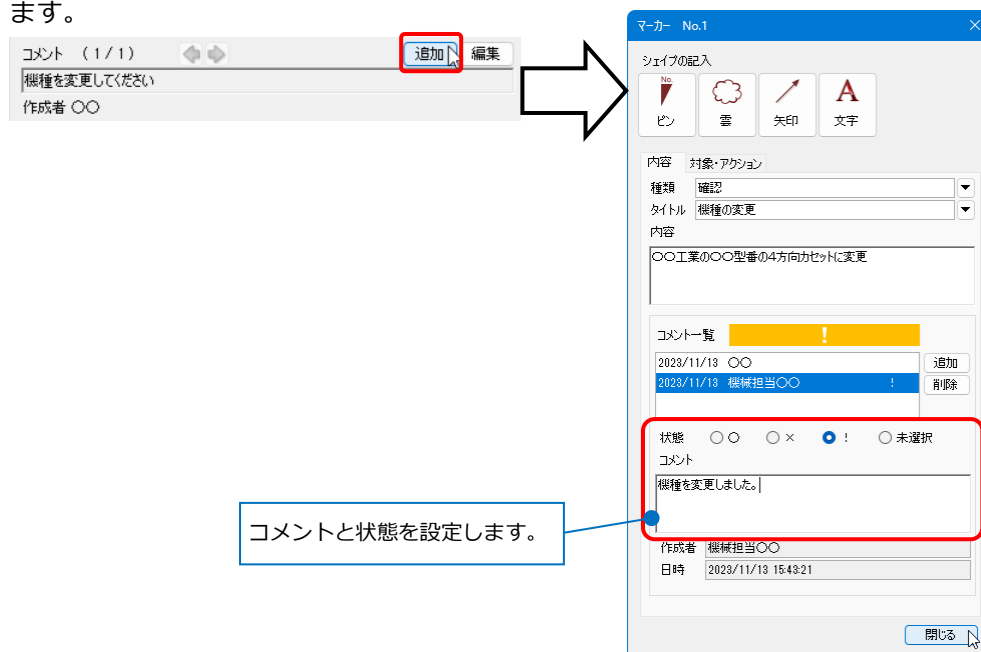 ます。
コメント (1/1)
追加 編集
機種を変更してください
作成者 〇〇
マーカー No.1
シェイプの記入
No.
ピン 雲 矢印 文字
A
内容 対象・アクション
種類 確認
タイトル 機種の変更
内容
〇〇工業の〇〇型番の4方向カセットに変更
コメント一覧 !
2023/11/13 〇〇 追加
2023/11/13 機械担当〇〇 ! 削除
状態 〇 × ! 未選択
コメント
機種を変更しました。
コメントと状態を設定します。
作成者 機械担当〇〇
日時 2023/11/13 15:43:21
閉じる